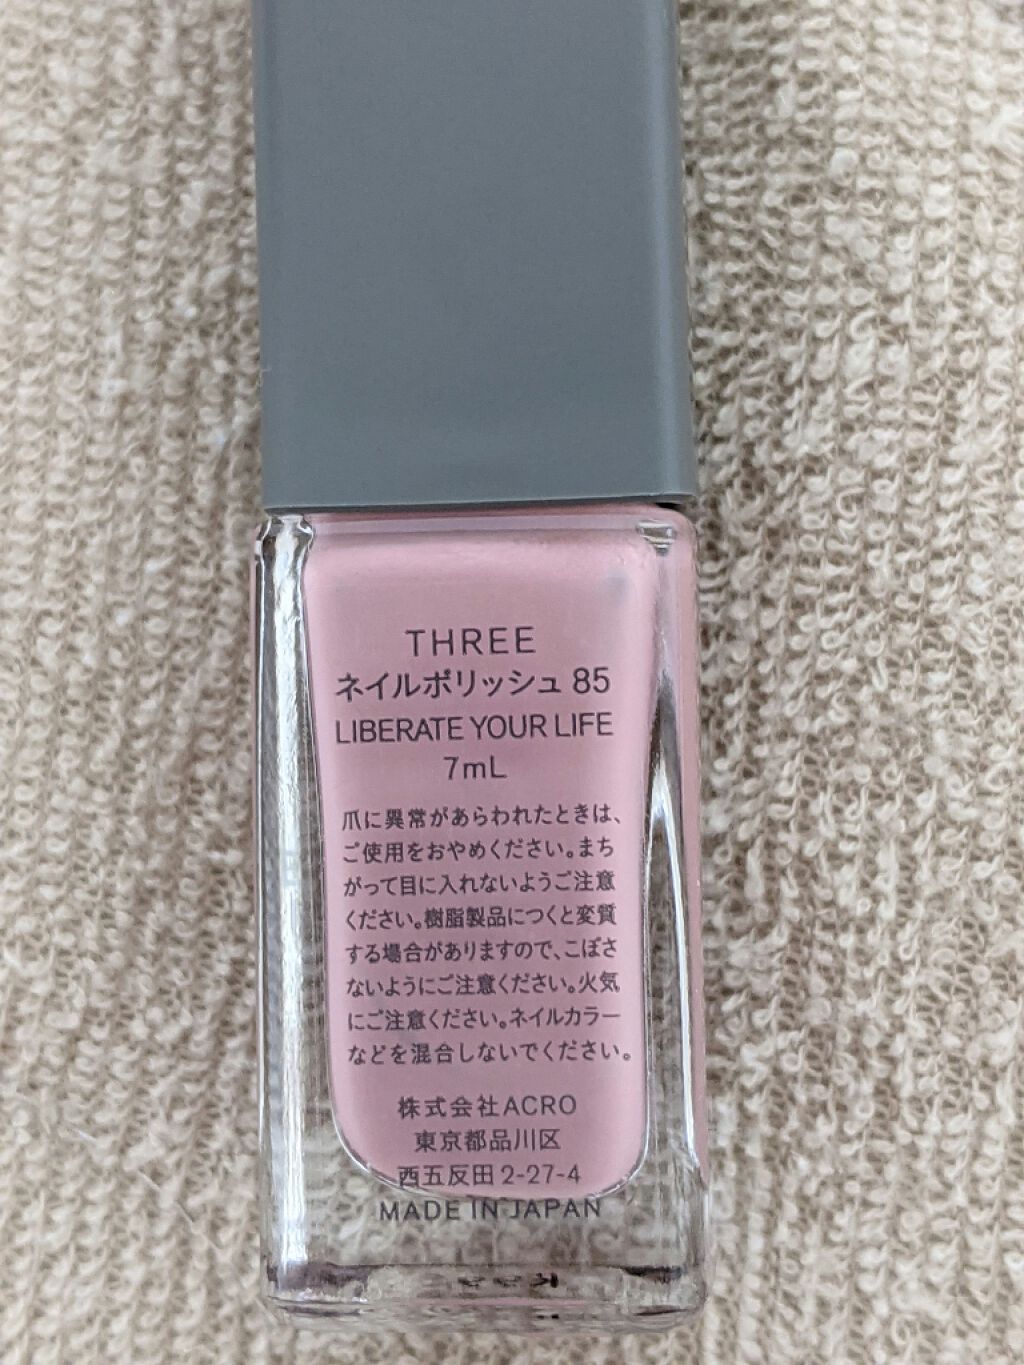 THREE
ネイルポリッシュ 85
LIBERATE YOUR LIFE
7mL
爪に異常があらわれたときは、
ご使用をおやめください。まち
がって目に入れないようご注意
ください。樹脂製品につくと変質
する場合がありますので、こぼさ
ないようにご注意ください。火気
にご注意ください。ネイルカラー
などを混合しないでください。
株式会社ACRO
東京都品川区
西五反田2-27-4
MADE IN JAPAN